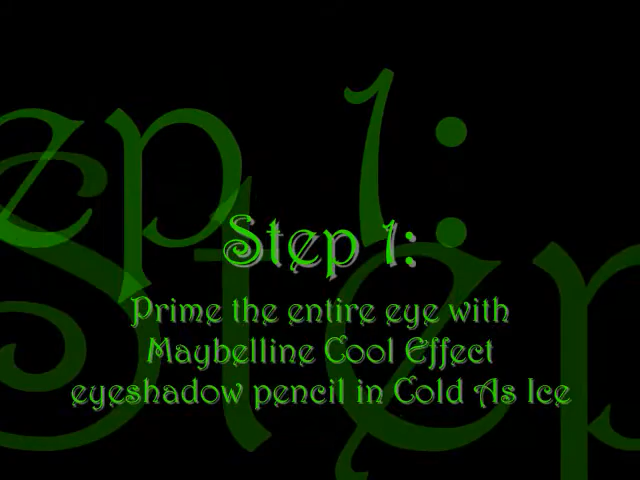 Step 1:
Prime the entire eye with
Maybelline Cool Effect
eyeshadow pencil in Cold As Ice